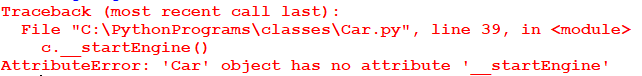 Traceback (most recent call last):
  File "C:\PythonPrograms\classes\Car.py", line 39, in <module>
    c.__startEngine()
AttributeError: 'Car' object has no attribute '__startEngine'